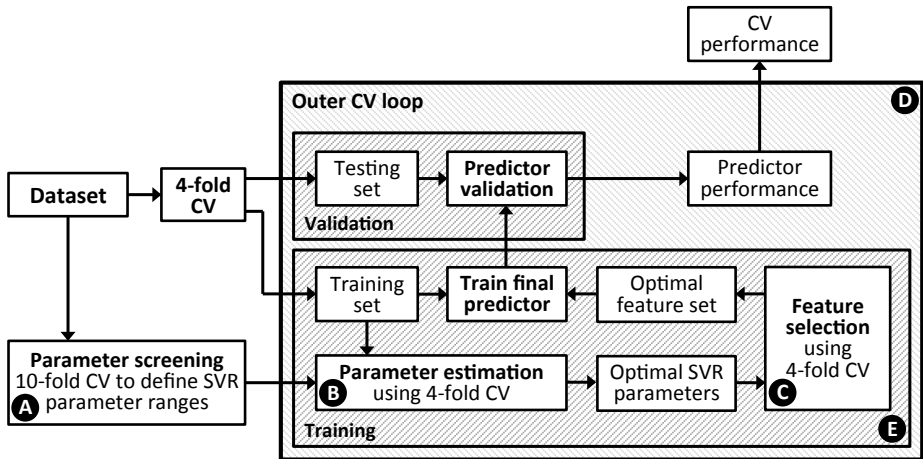 CV
performance
Outer CV loop
D
Testing
set
Predictor
validation
Predictor
performance
Dataset
4-fold
CV
Validation
Training
set
Train final
predictor
Optimal
feature set
Feature
selection
using
4-fold CV
C
Parameter screening
10-fold CV to define SVR
parameter ranges
A
Parameter estimation
using 4-fold CV
B
Optimal SVR
parameters
Training
E